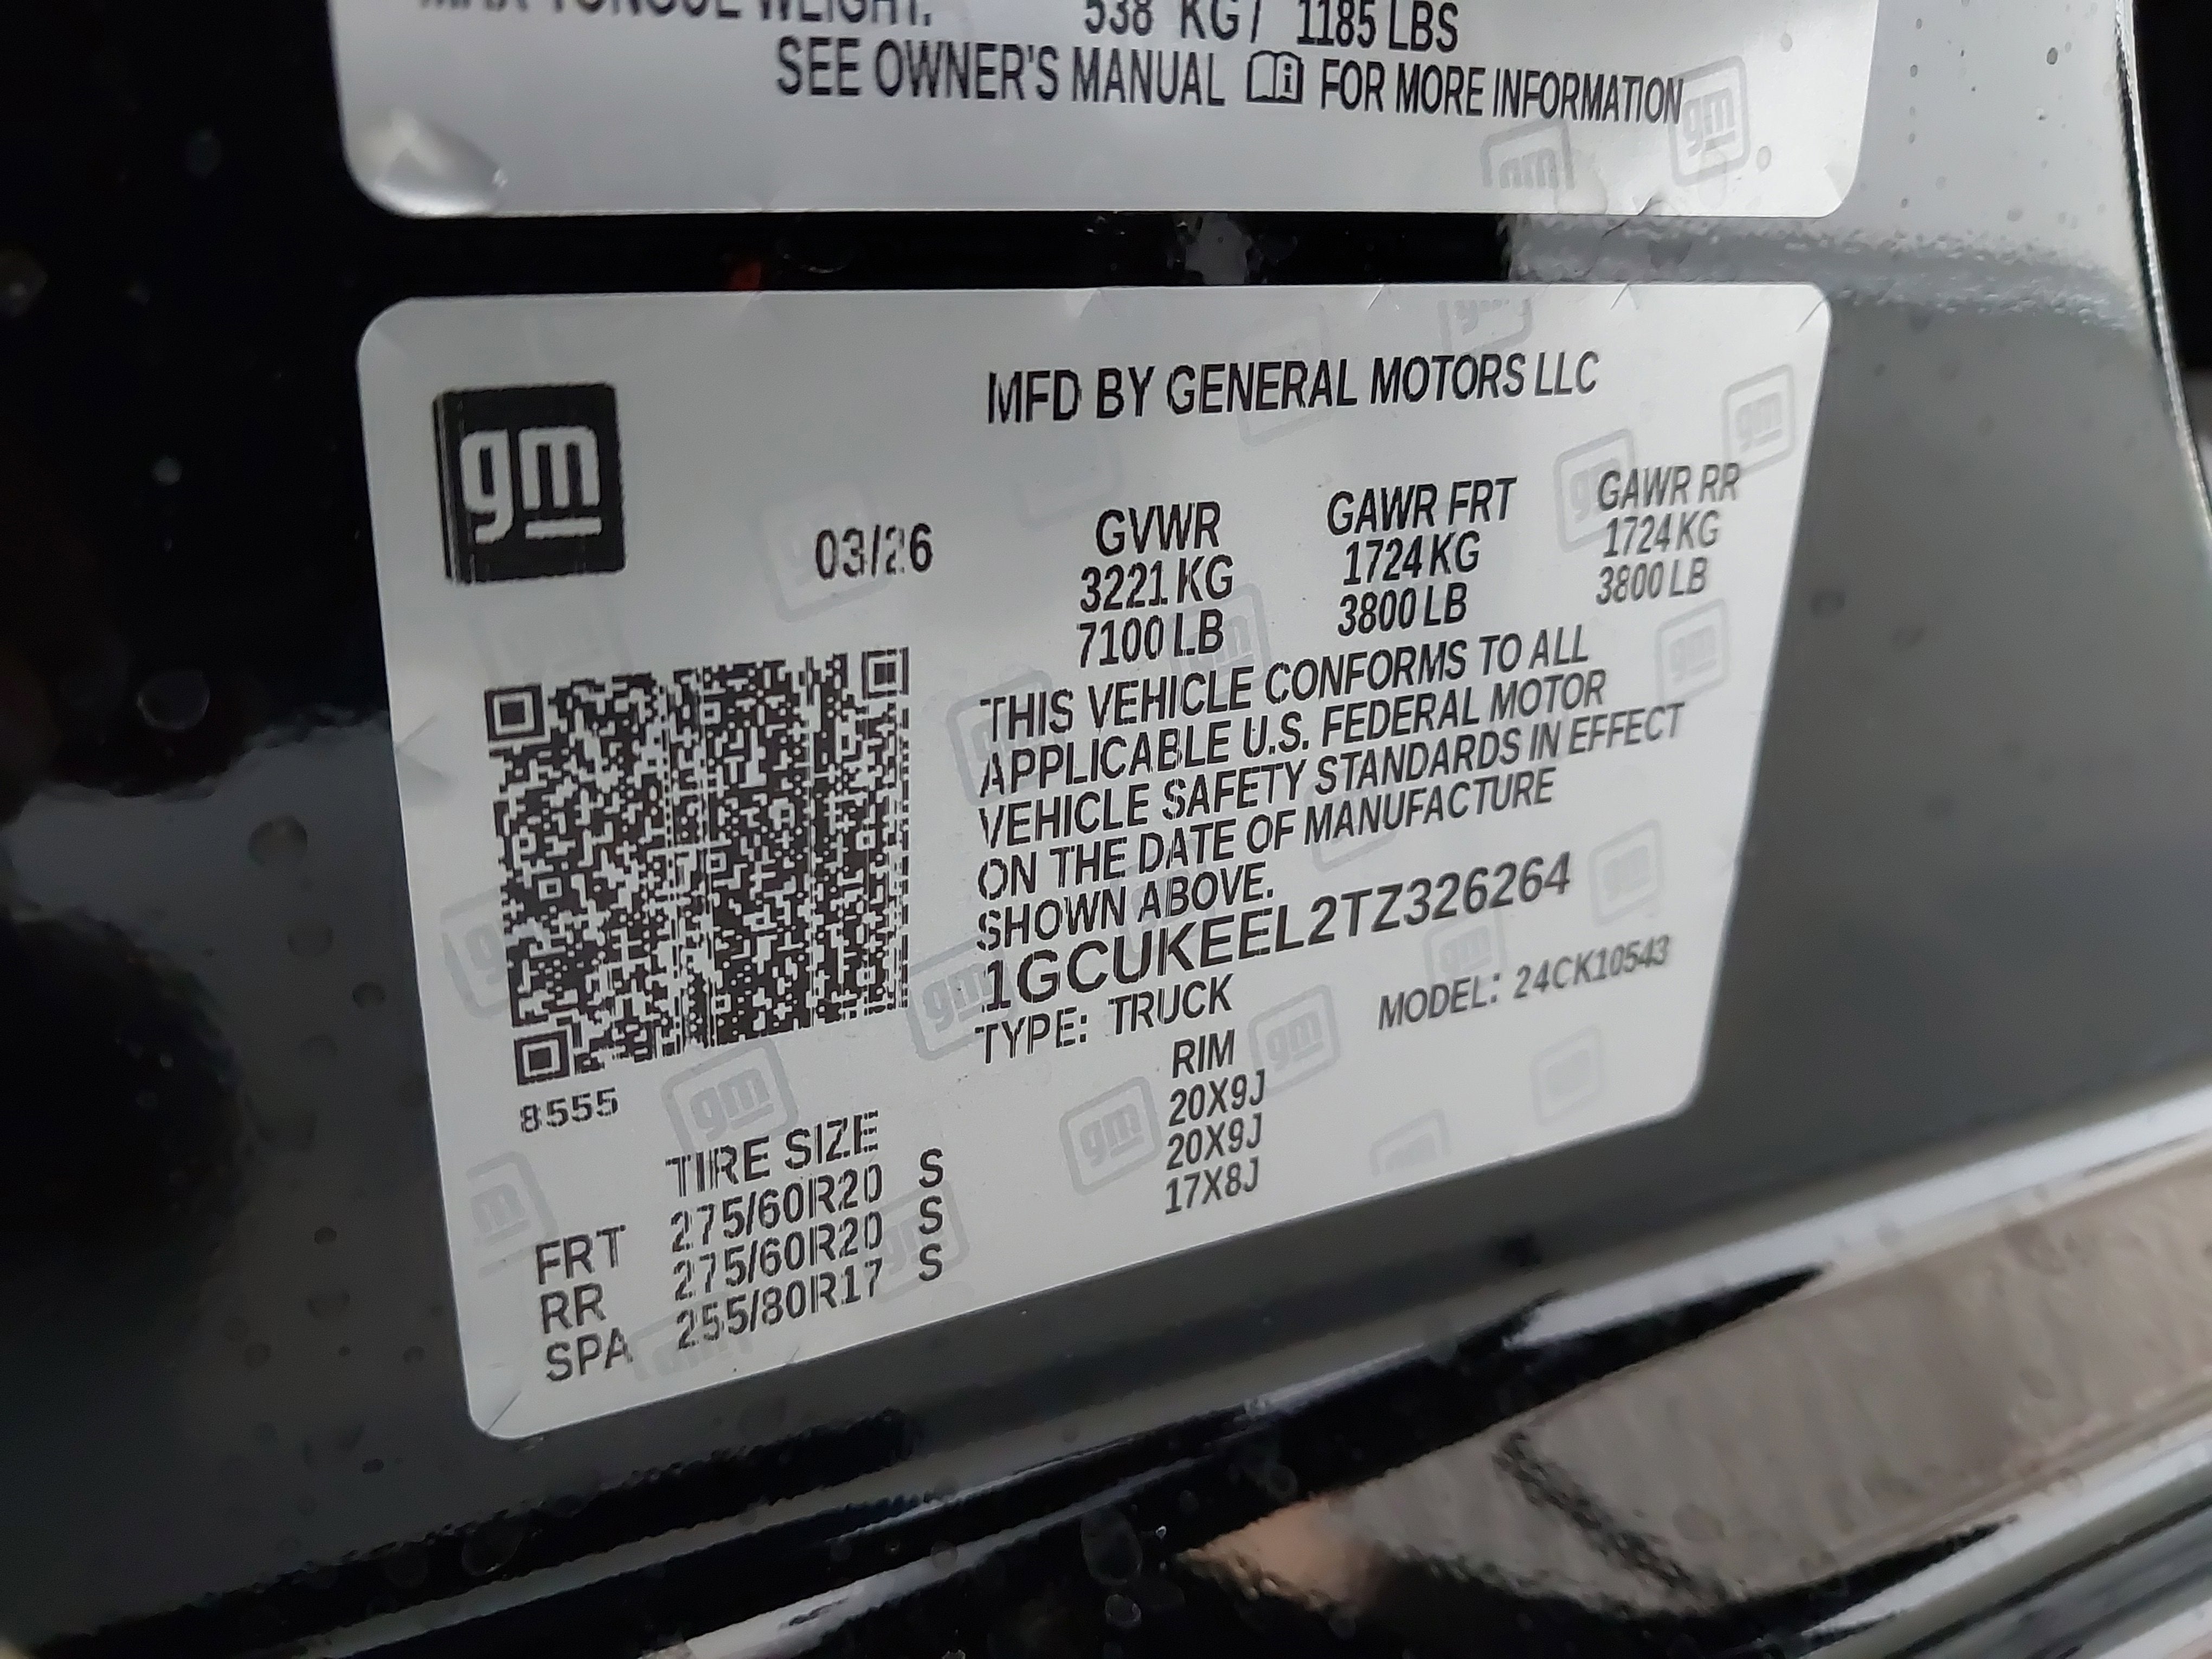 MAX TONGUE WEIGHT: 538 KG / 1185 LBS
SEE OWNER'S MANUAL FOR MORE INFORMATION
gm
MFD BY GENERAL MOTORS LLC
03/26
GVWR GAWR FRT GAWR RR
3221 KG 1724 KG 1724 KG
7100 LB 3800 LB 3800 LB
THIS VEHICLE CONFORMS TO ALL
APPLICABLE U.S. FEDERAL MOTOR
VEHICLE SAFETY STANDARDS IN EFFECT
ON THE DATE OF MANUFACTURE
SHOWN ABOVE.
1GCUKEEL2TZ326264
TYPE: TRUCK MODEL: 24CK10543
8555
TIRE SIZE RIM
FRT 275/60R20 S 20X9J
RR 275/60R20 S 20X9J
SPA 255/80R17 S 17X8J